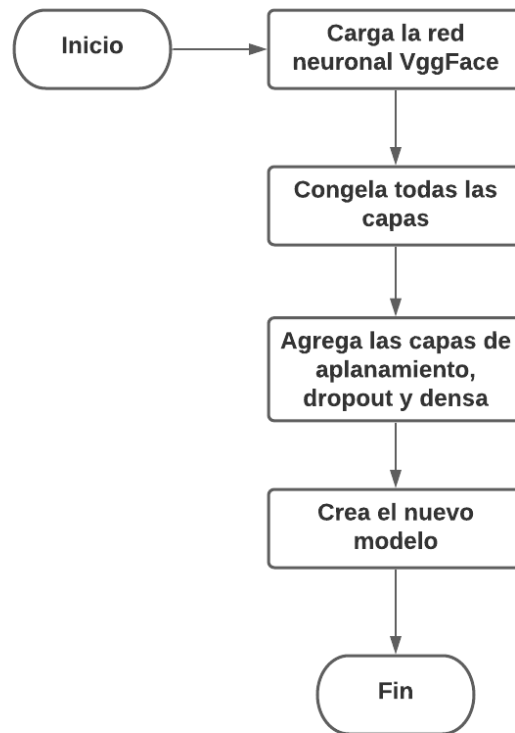 Inicio
Carga la red
neuronal VggFace
Congela todas las
capas
Agrega las capas de
aplanamiento,
dropout y densa
Crea el nuevo
modelo
Fin